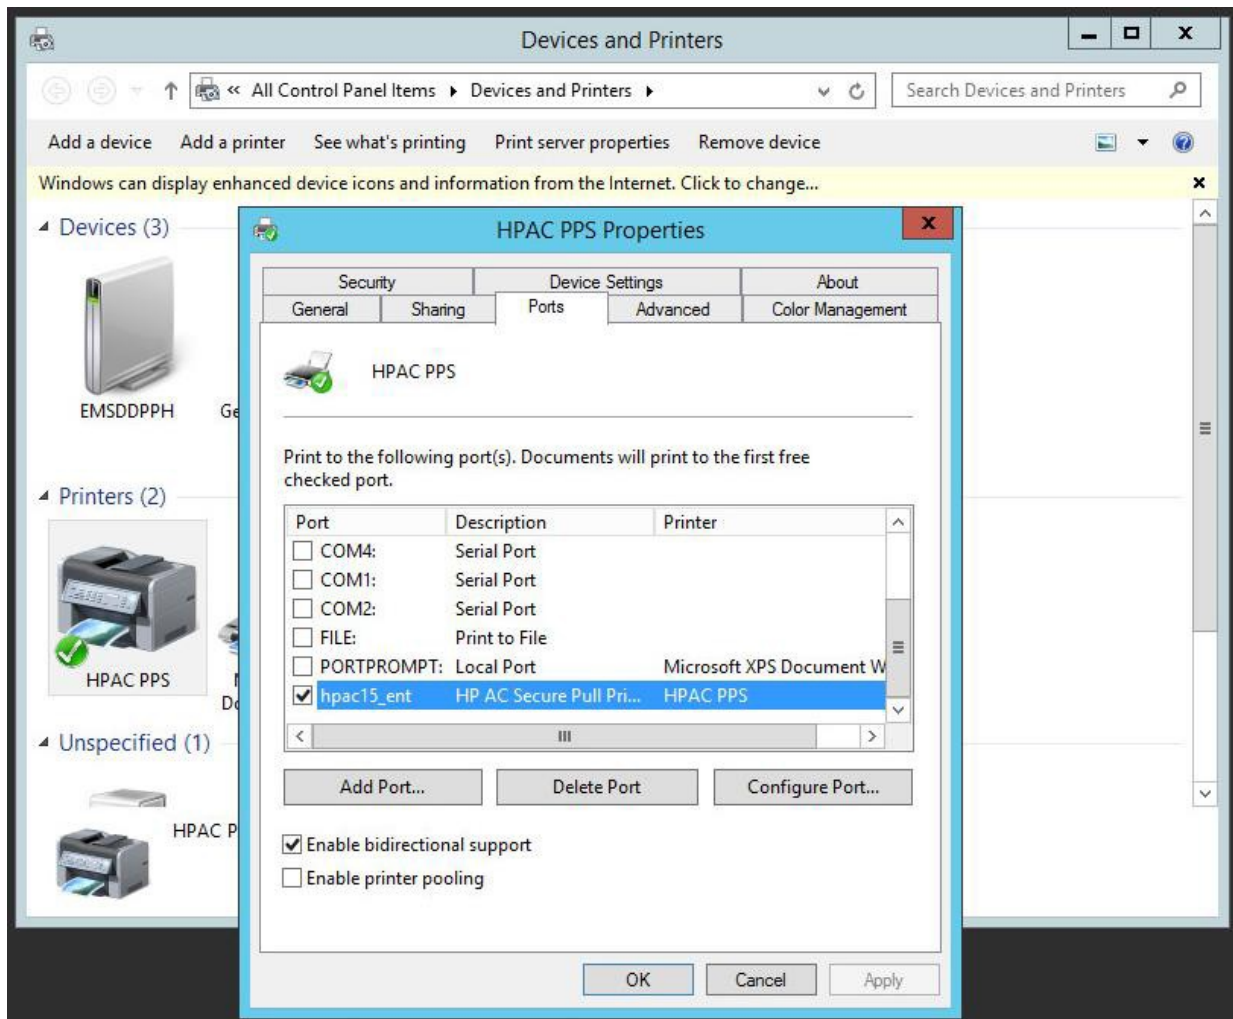 Devices and Printers
« All Control Panel Items Devices and Printers
Search Devices and Printers
Add a device Add a printer See what's printing Print server properties Remove device
Windows can display enhanced device icons and information from the Internet. Click to change...
Devices (3)
EMSDDPPH
Ge
Printers (2)
HPAC PPS
Do
Unspecified (1)
HPAC P
HPAC PPS Properties
Security Device Settings About
General Sharing Ports Advanced Color Management
HPAC PPS
Print to the following port(s). Documents will print to the first free
checked port.
Port Description Printer
COM4: Serial Port
COM1: Serial Port
COM2: Serial Port
FILE: Print to File
PORTPROMPT: Local Port Microsoft XPS Document W
hpac15_ent HP AC Secure Pull Pri... HPAC PPS
Add Port... Delete Port Configure Port...
Enable bidirectional support
Enable printer pooling
OK Cancel Apply